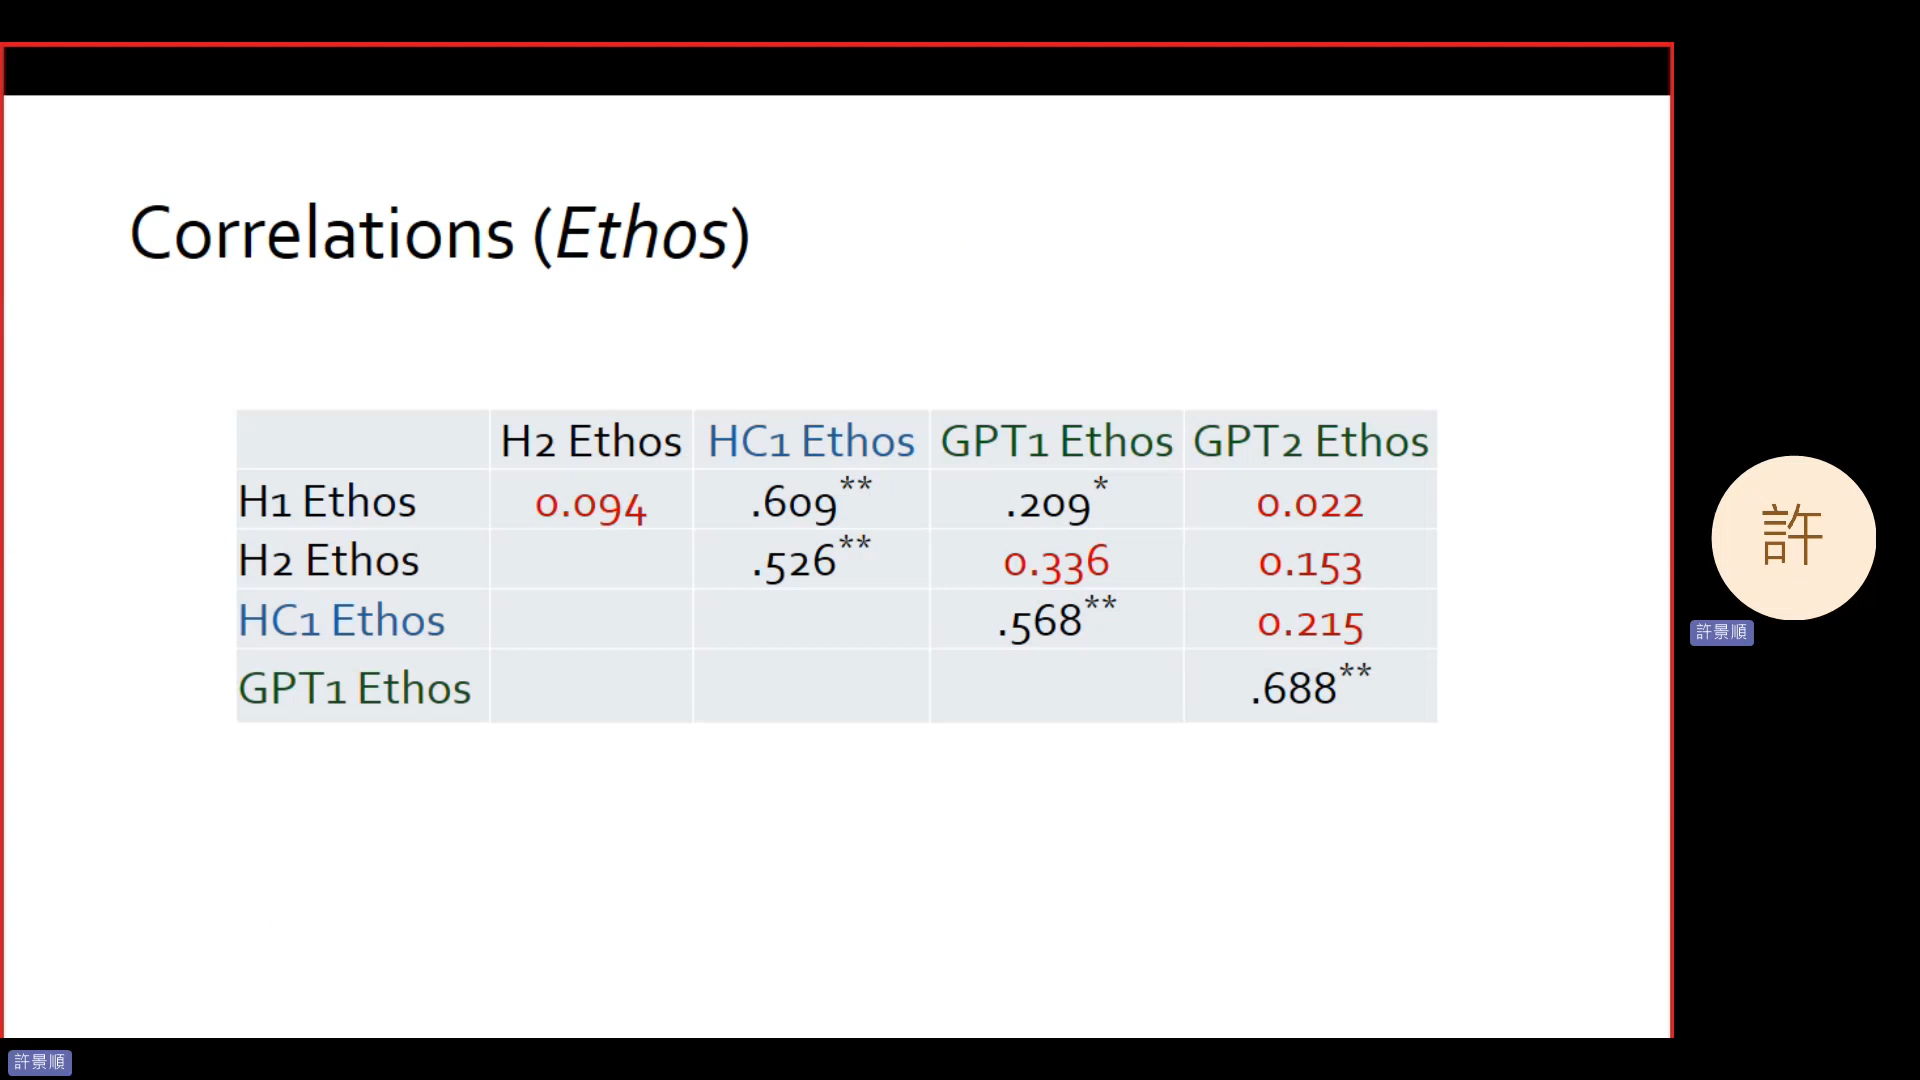 Correlations (Ethos)
H2 Ethos HC1 Ethos GPT1 Ethos GPT2 Ethos
H1 Ethos 0.094 .609** .209* 0.022
H2 Ethos .526** 0.336 0.153
HC1 Ethos .568** 0.215
GPT1 Ethos .688**
許
許景順
許景順